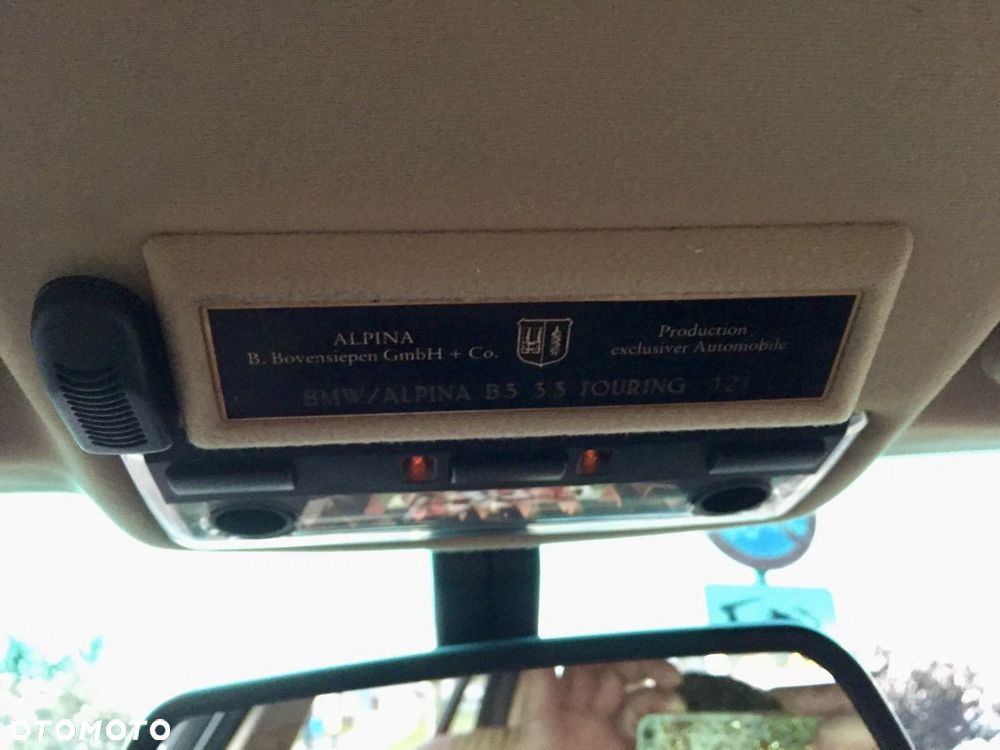 ALPINA
B. Bovensiepen GmbH + Co.
Production
exclusiver Automobile
BMW/ALPINA B3 3.3 TOURING 121
OTOMOTO